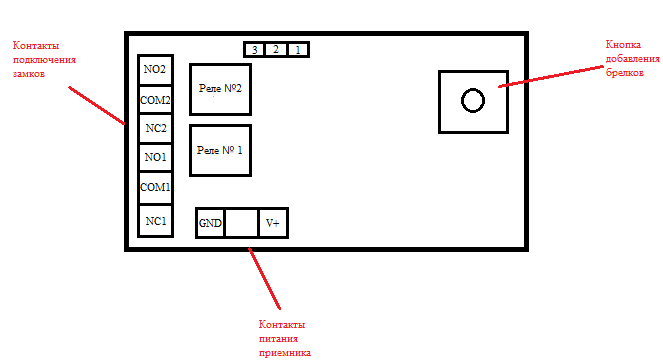 Контакты
подключения
замков
3 2 1
Кнопка
добавления
брелков
NO2
COM2
NC2
NO1
COM1
NC1
Реле №2
Реле № 1
GND V+
Контакты
питания
приемника